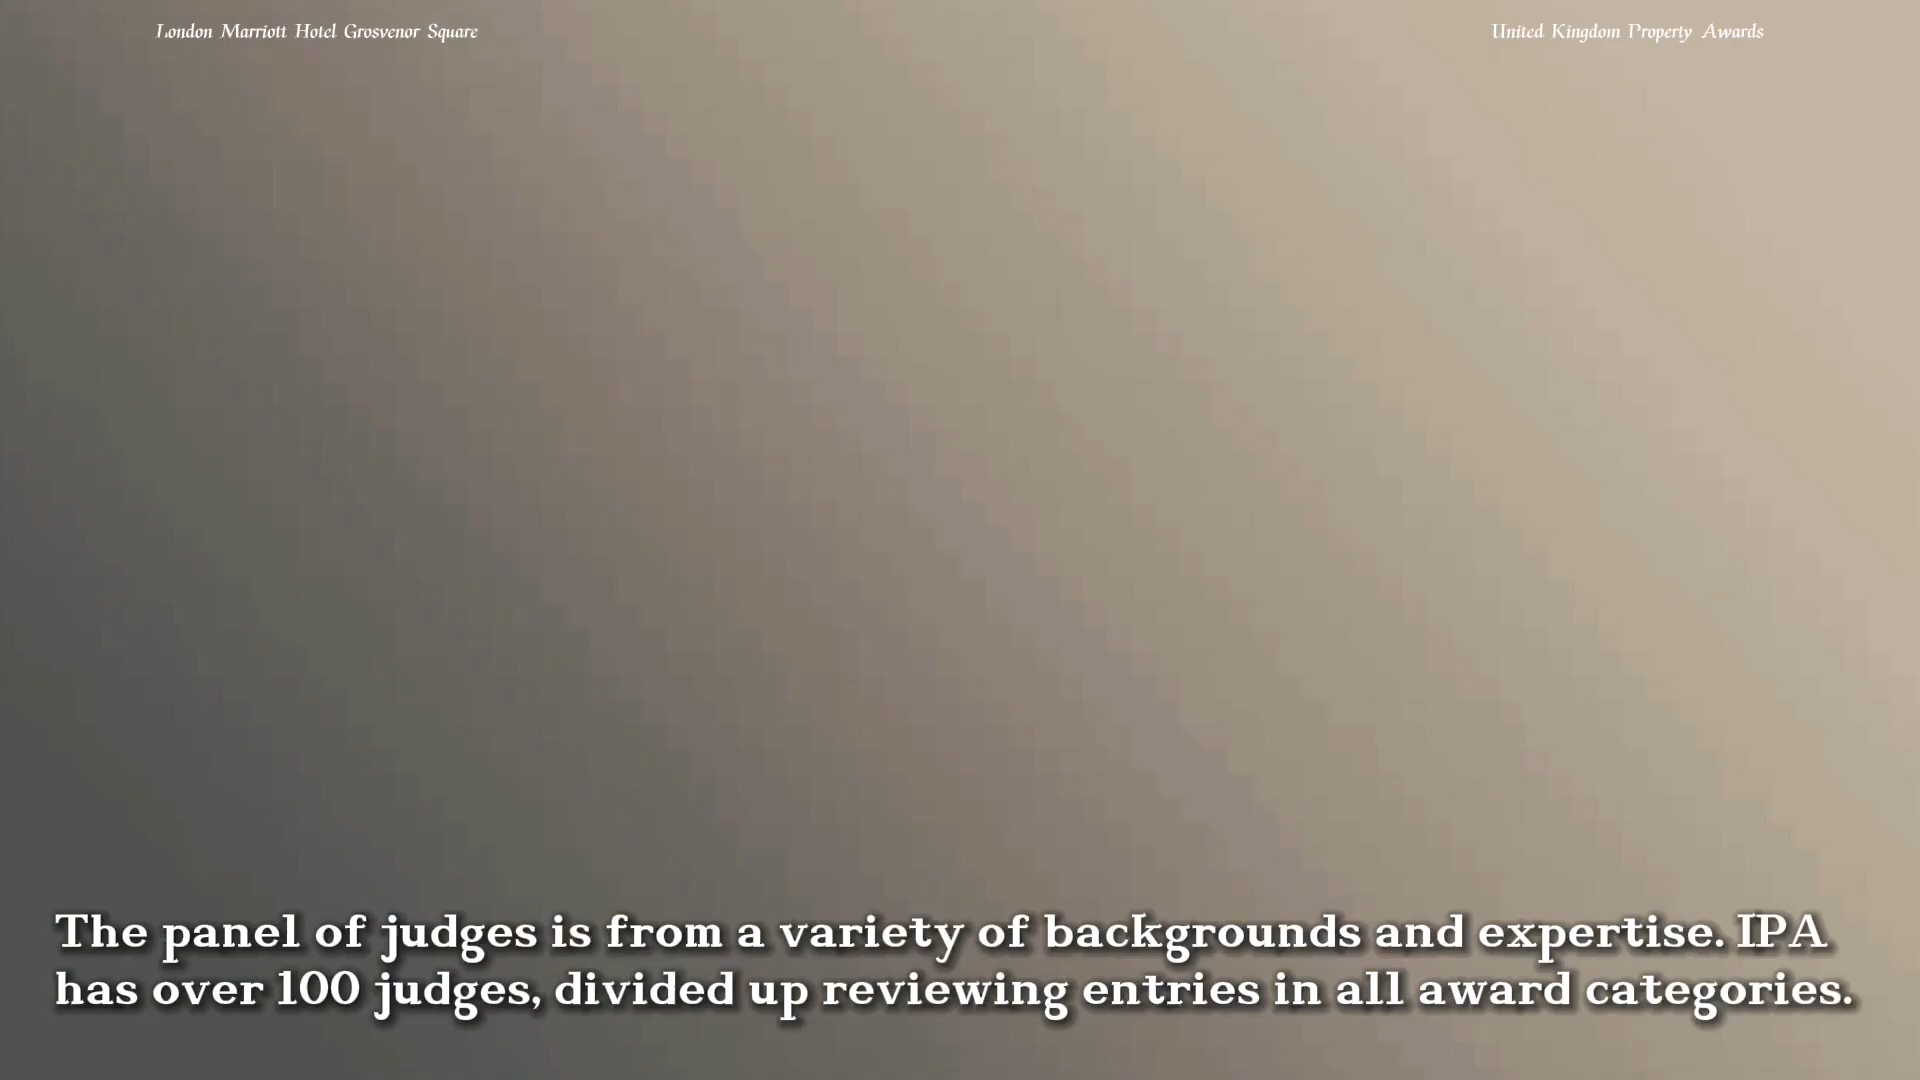 London Marriott Hotel Grosvenor Square
United Kingdom Property Awards
The panel of judges is from a variety of backgrounds and expertise. IPA
has over 100 judges, divided up reviewing entries in all award categories.